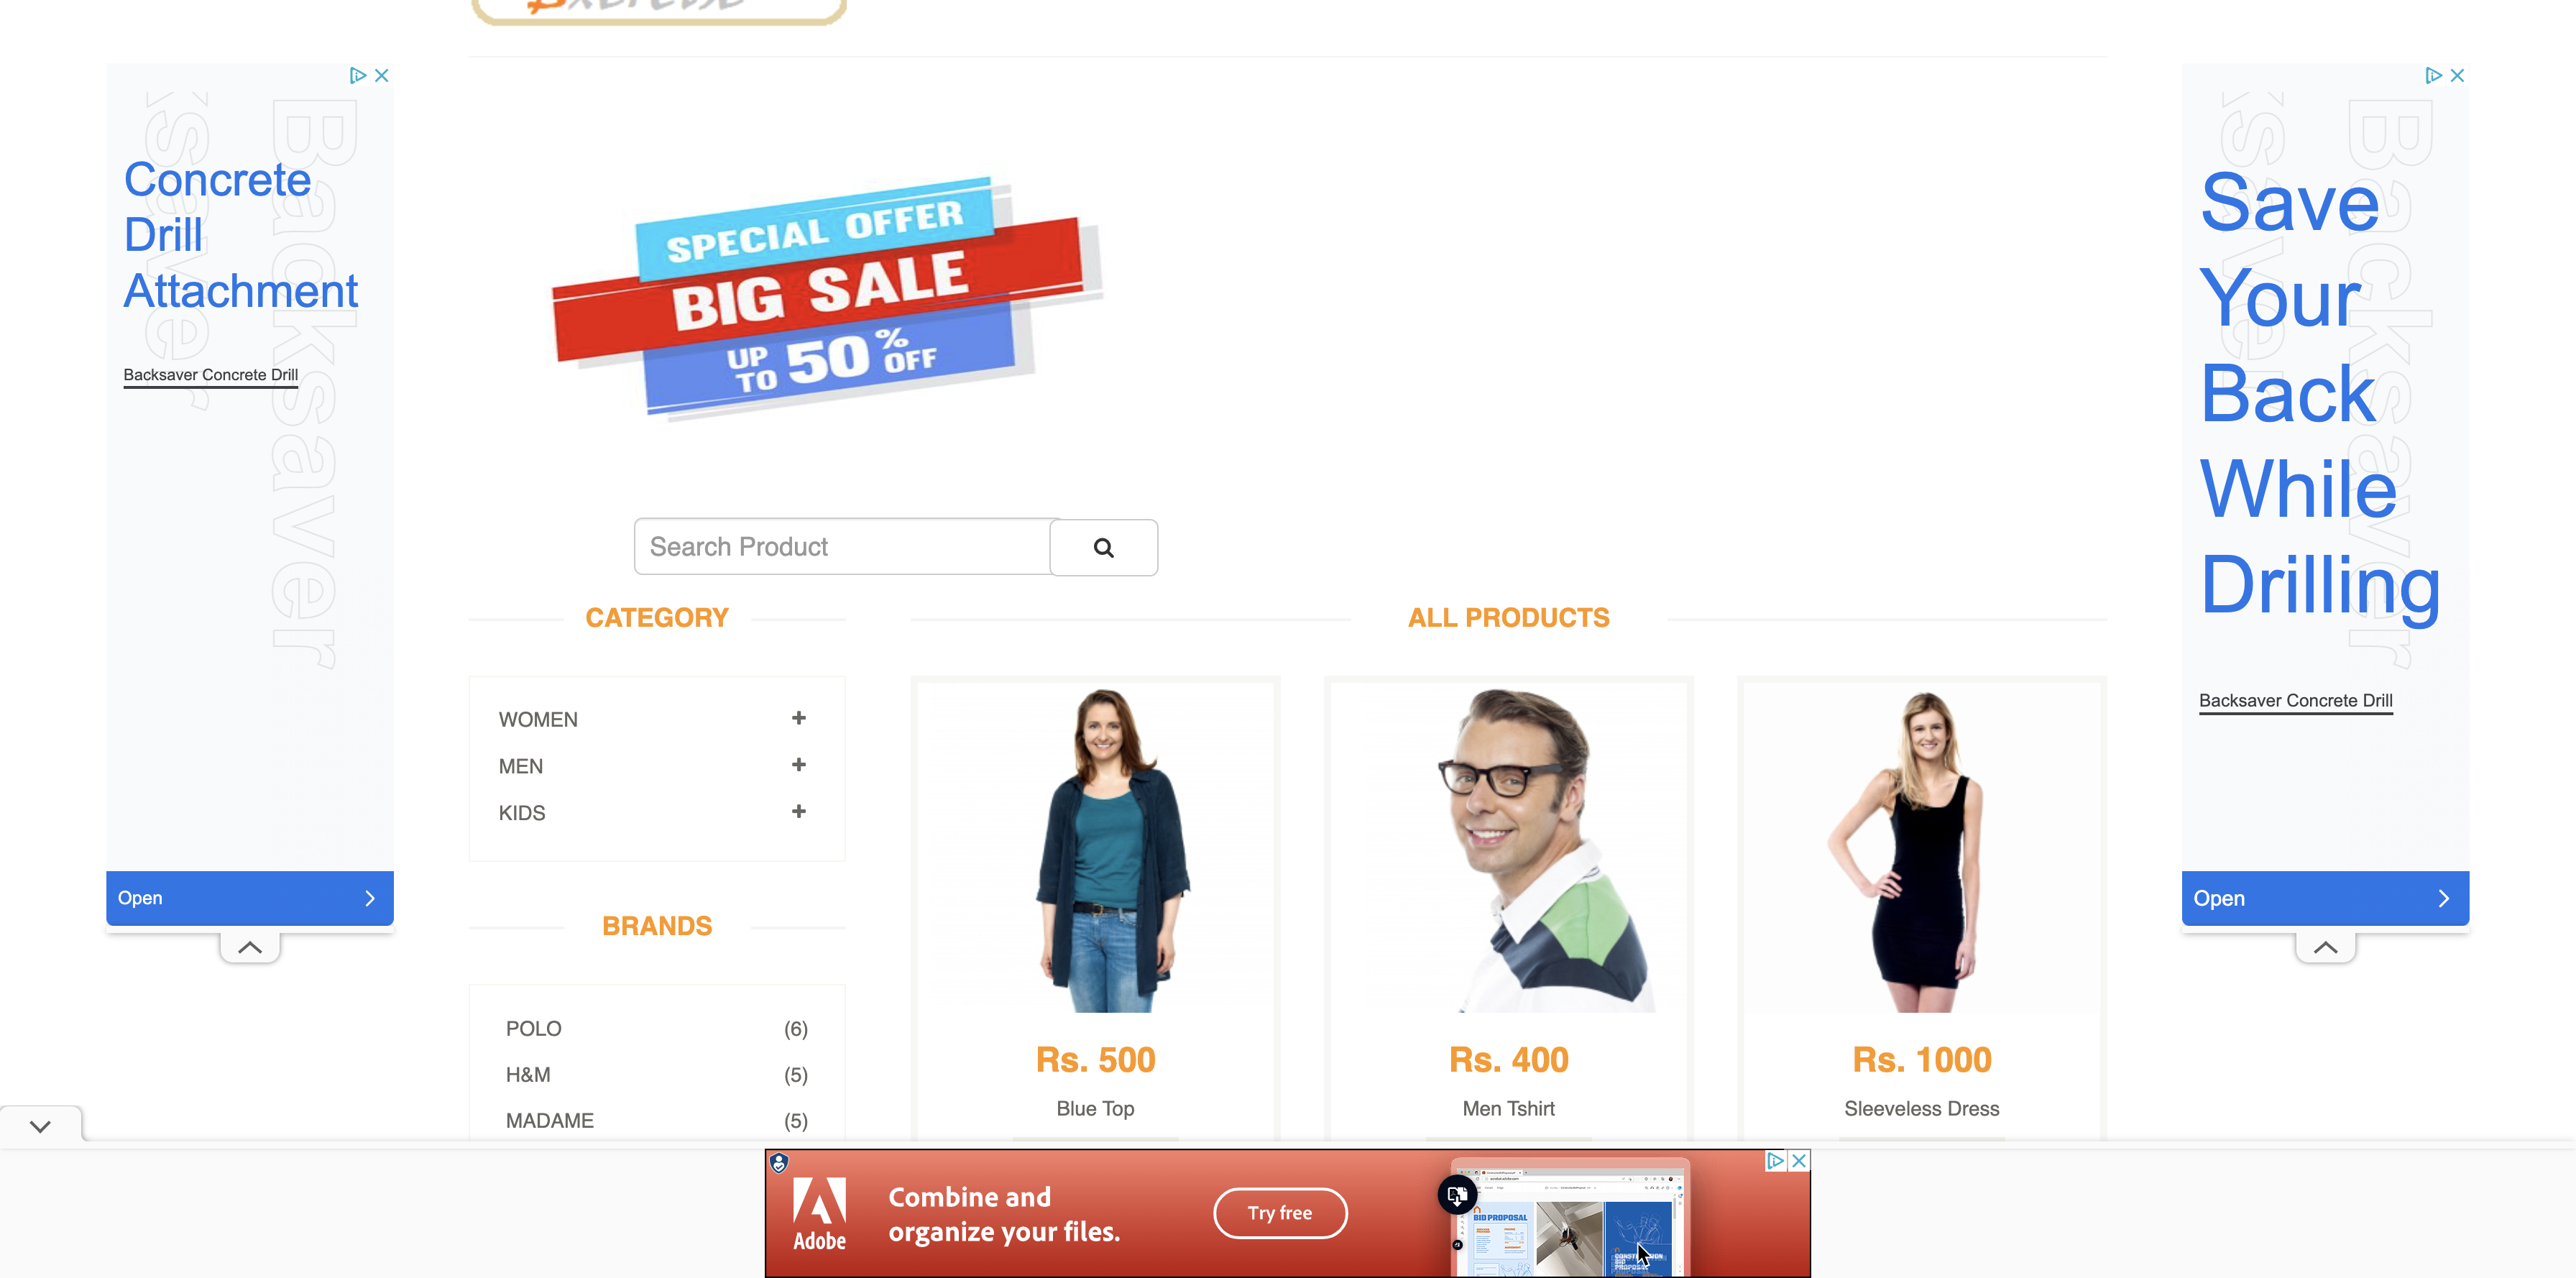 Concrete
Drill
Attachment
Backsaver Concrete Drill
Backsaver
Open
SPECIAL OFFER
BIG SALE
UP TO 50% OFF
Search Product
CATEGORY
WOMEN
MEN
KIDS
BRANDS
POLO (6)
H&M (5)
MADAME (5)
ALL PRODUCTS
Rs. 500
Blue Top
Rs. 400
Men Tshirt
Rs. 1000
Sleeveless Dress
Save
Your
Back
While
Drilling
Backsaver Concrete Drill
Backsaver
Open
Adobe
Combine and
organize your files.
Try free
BID PROPOSAL